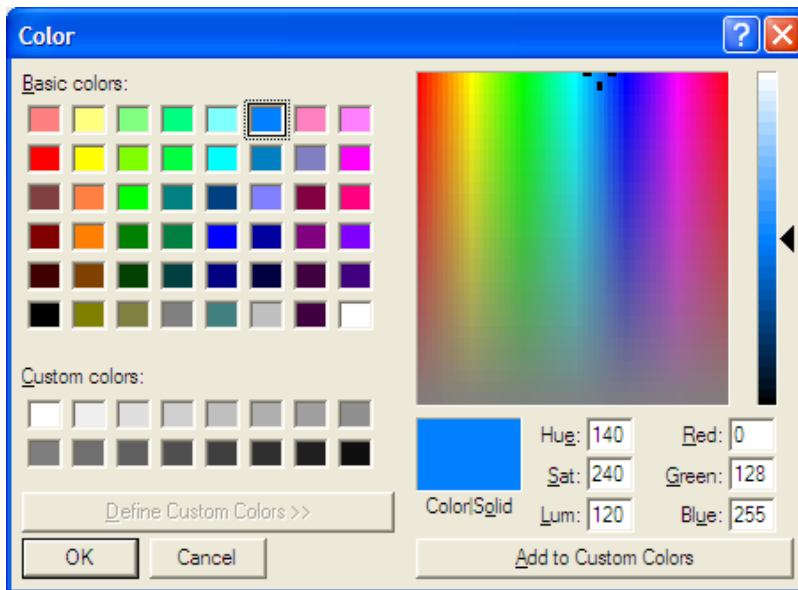 Color
Basic colors:
Custom colors:
Define Custom Colors >>
OK Cancel
Color|Solid
Hue: 140 Red: 0
Sat: 240 Green: 128
Lum: 120 Blue: 255
Add to Custom Colors